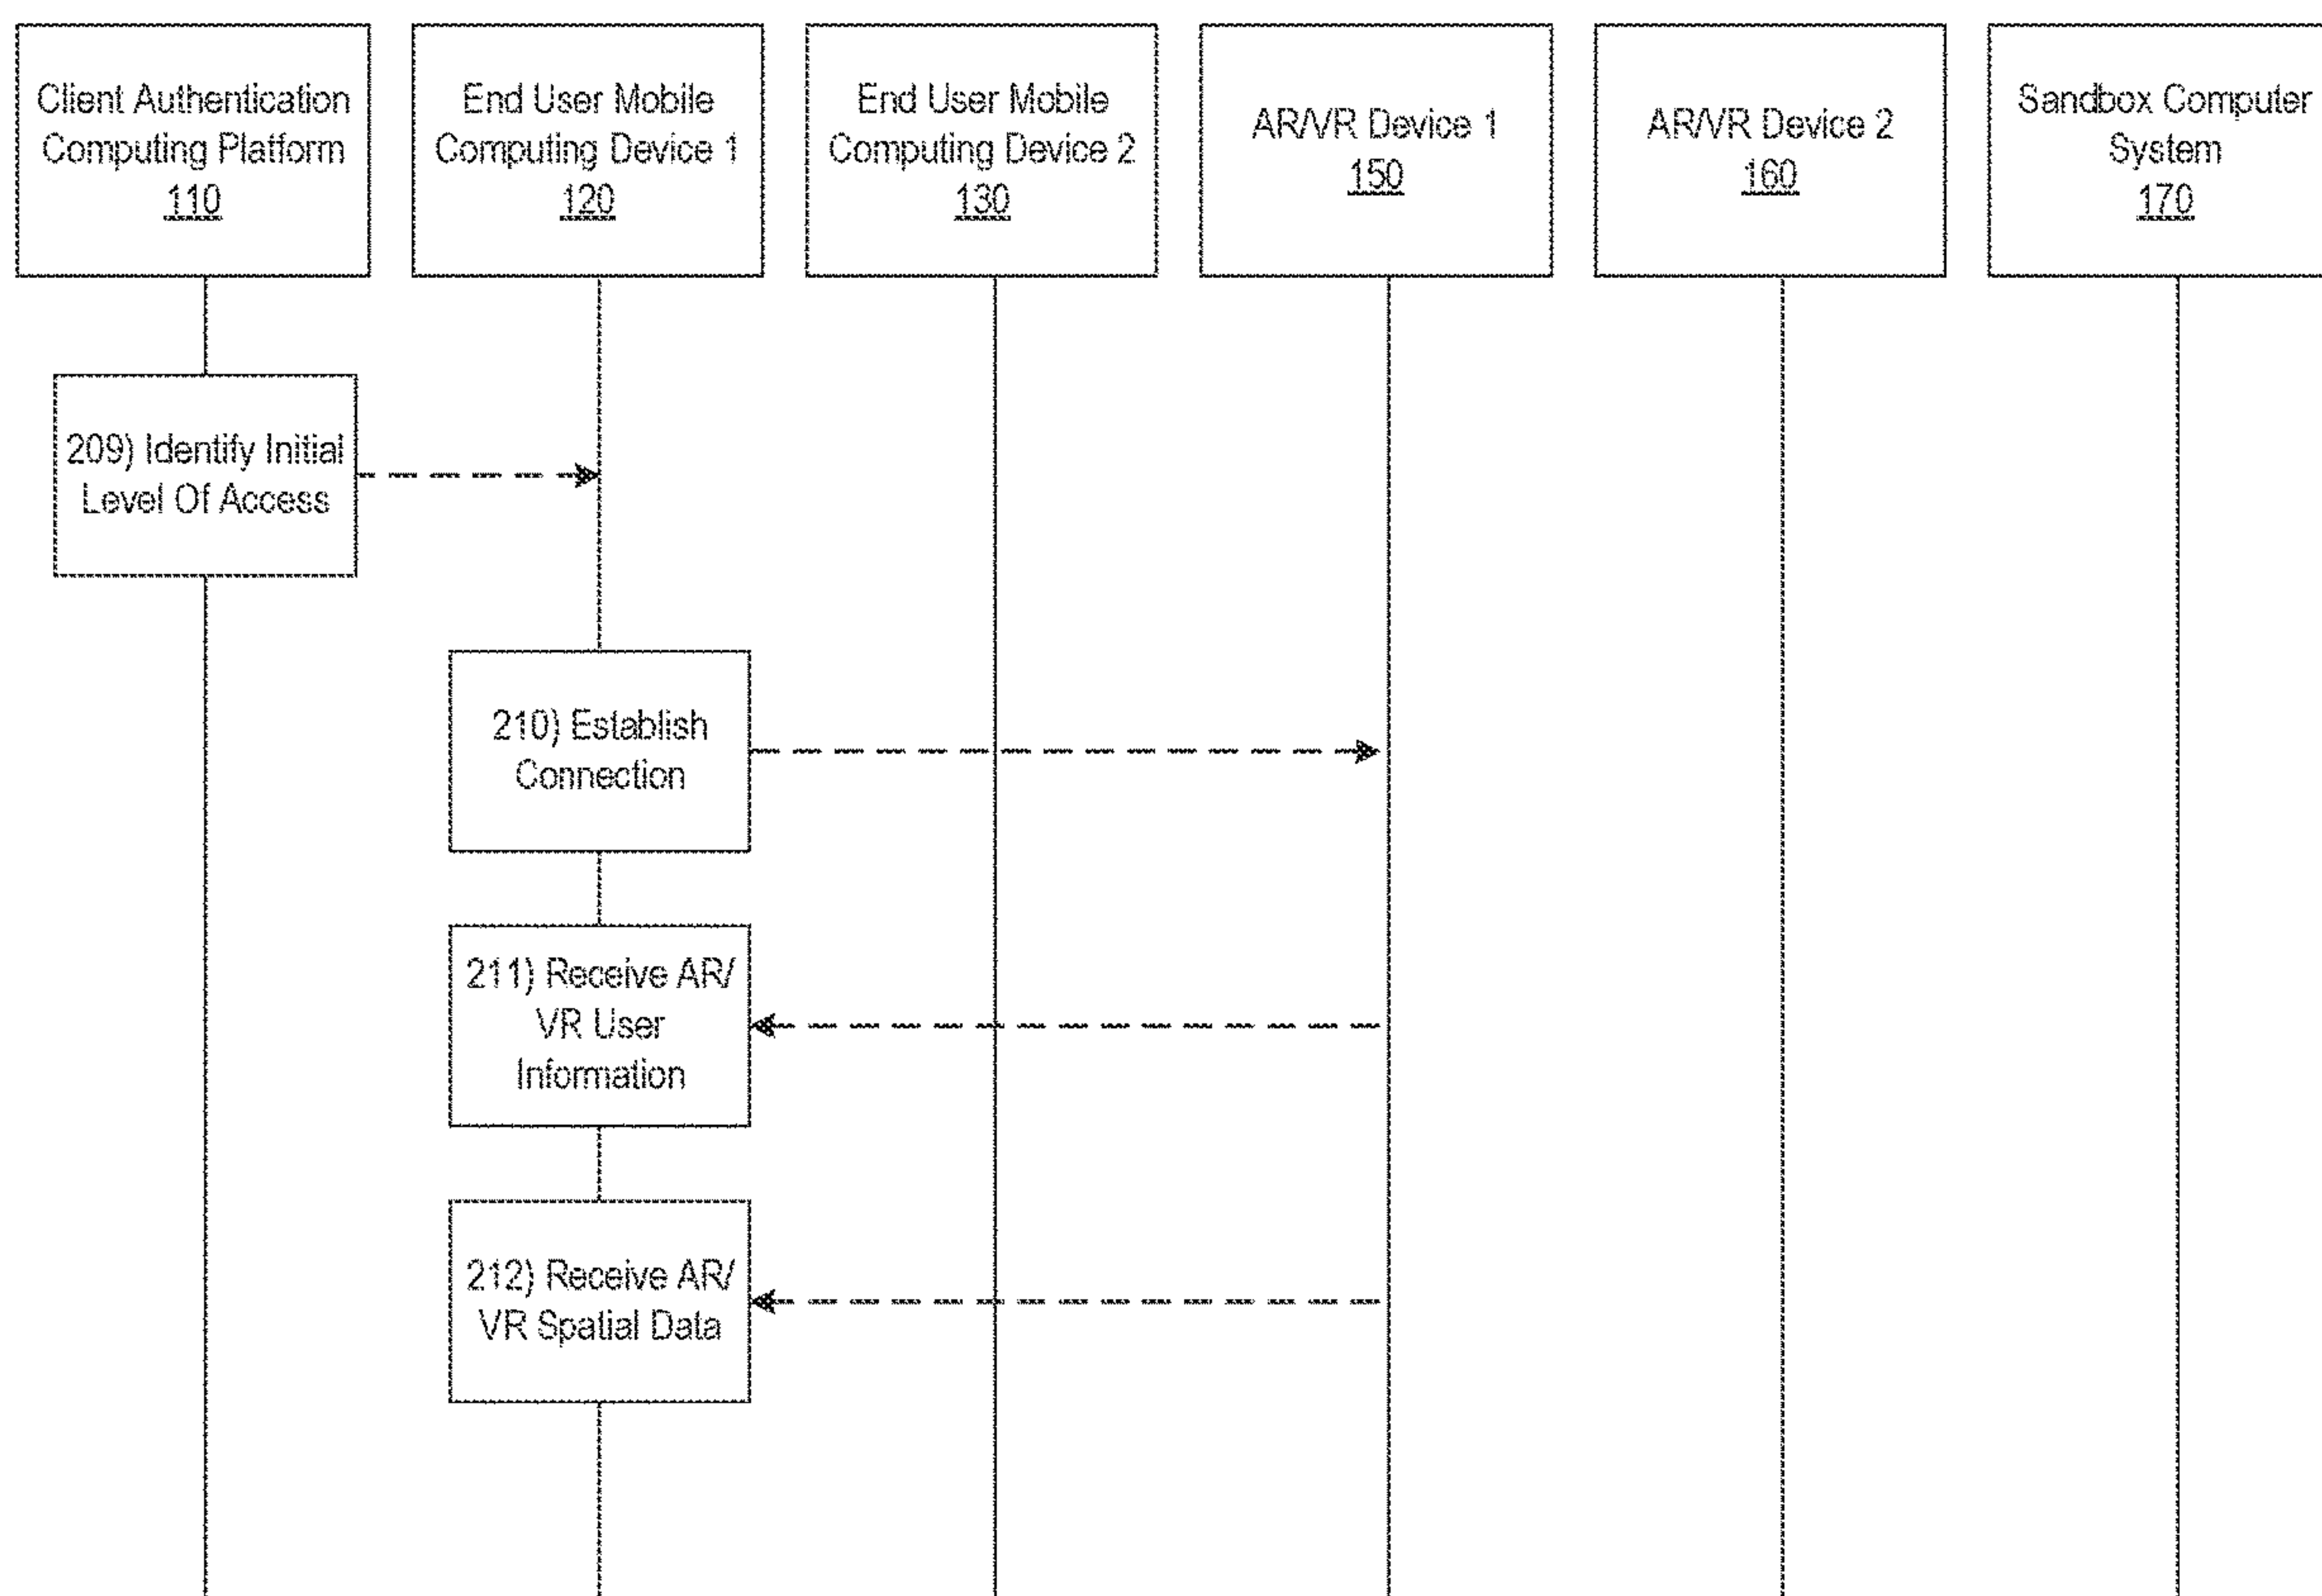 Client Authentication
Computing Platform
110
End User Mobile
Computing Device 1
120
End User Mobile
Computing Device 2
130
AR/VR Device 1
150
AR/VR Device 2
160
Sandbox Computer
System
170
209) Identify Initial
Level Of Access
210) Establish
Connection
211) Receive AR/
VR User
Information
212) Receive AR/
VR Spatial Data